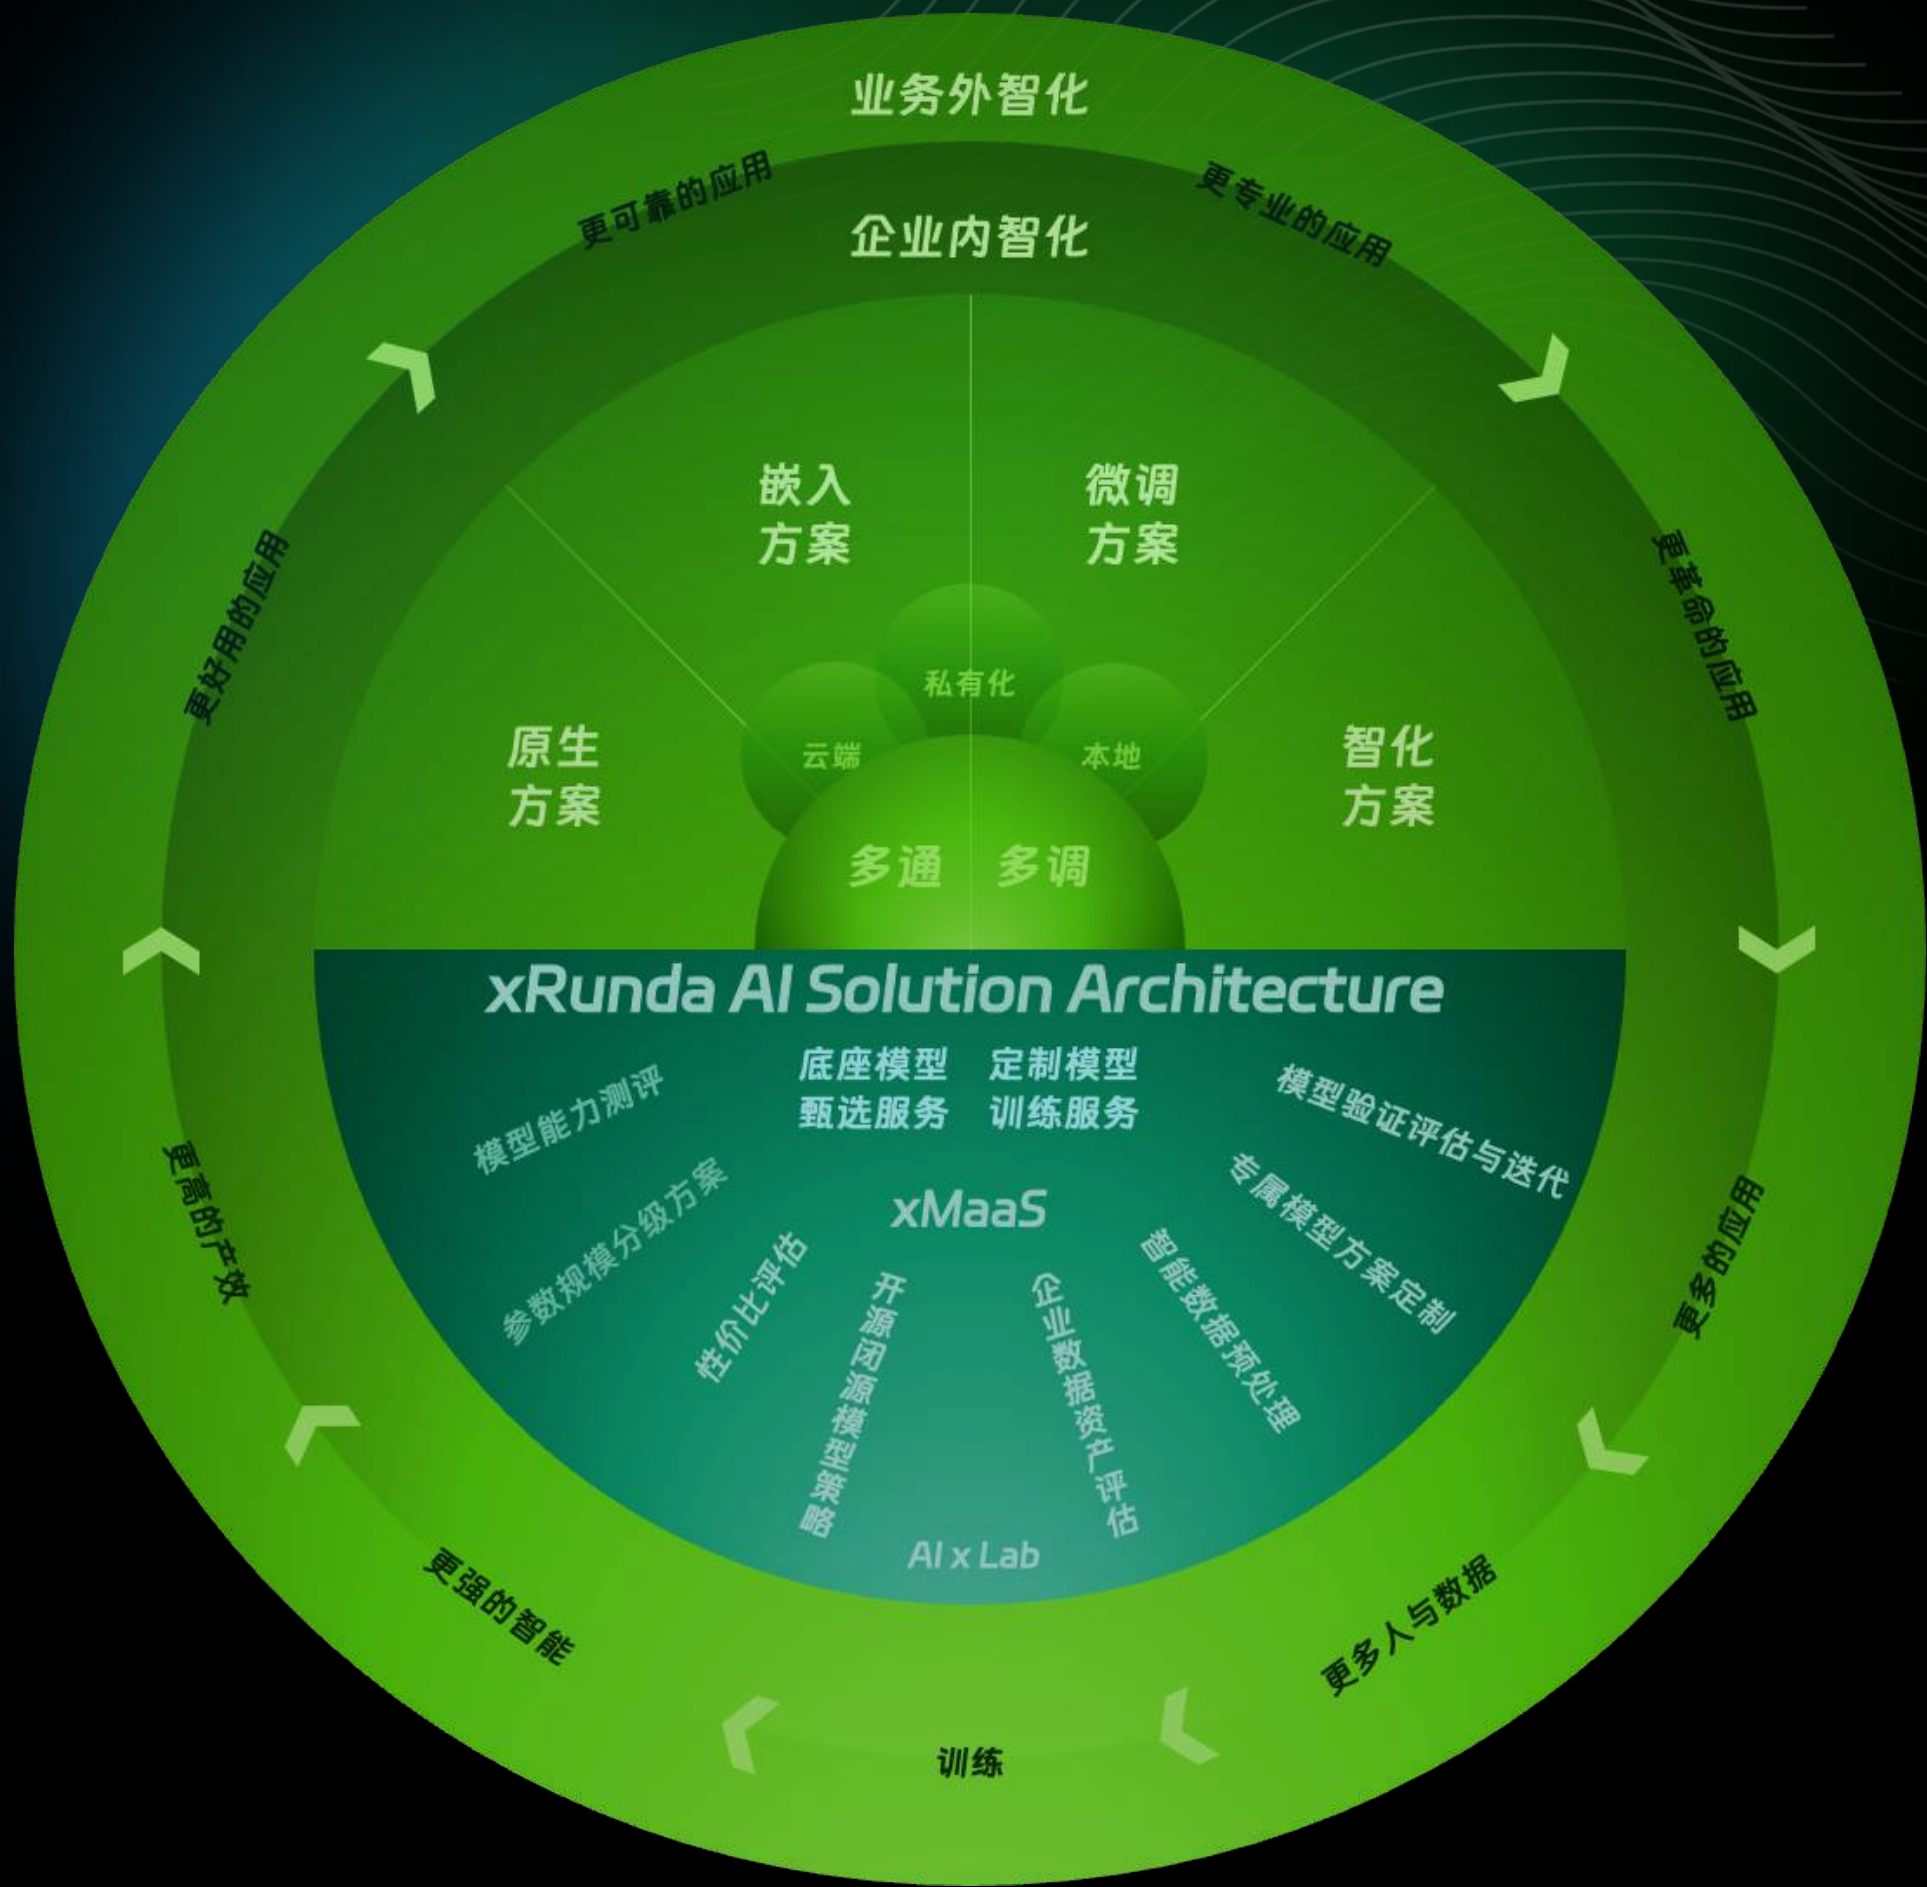 业务外智化
更可靠的应用
更专业的应用
企业内智化
嵌入
方案
微调
方案
更好用的应用
更革命的应用
私有化
云端
本地
原生
方案
智化
方案
多通
多调
xRunda AI Solution Architecture
底座模型
甄选服务
定制模型
训练服务
模型能力测评
模型验证评估与迭代
参数规模分级方案
专属模型方案定制
xMaaS
性价比评估
开源闭源模型策略
企业数据资产评估
智能数据预处理
AI x Lab
更高的产效
更多的应用
更强的智能
更多人与数据
训练